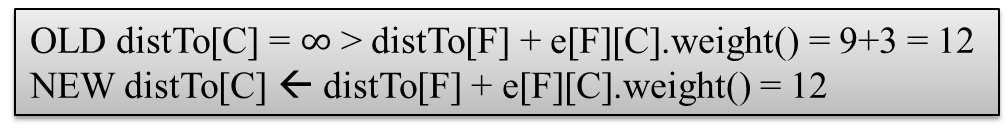 OLD distTo[C] = ∞ > distTo[F] + e[F][C].weight() = 9+3 = 12
NEW distTo[C] ← distTo[F] + e[F][C].weight() = 12